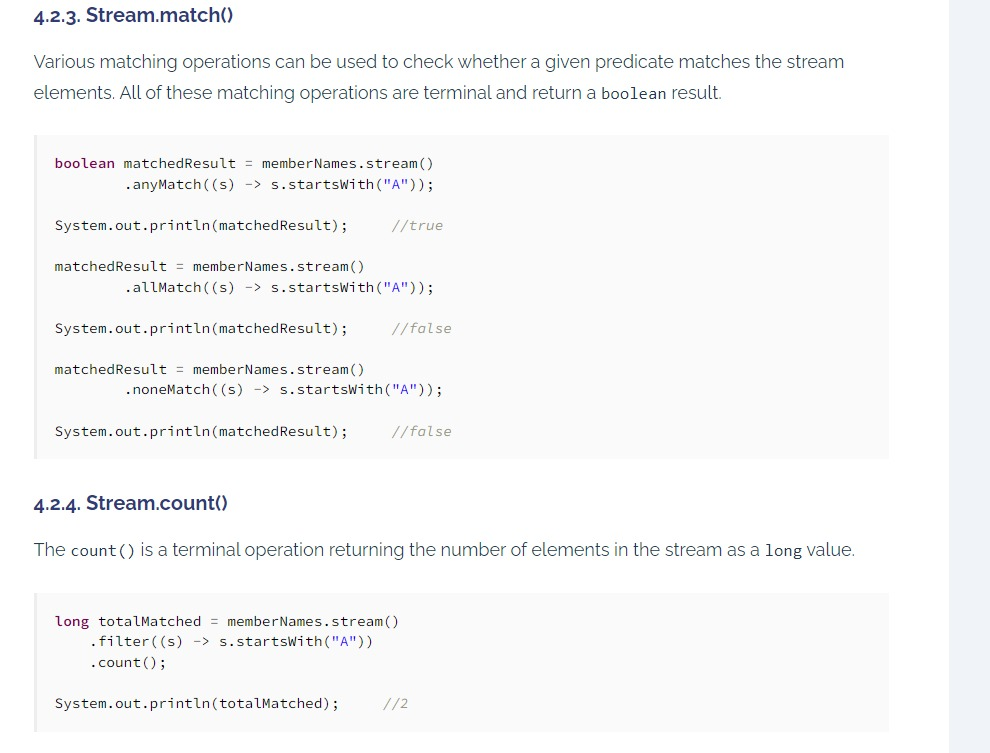 4.2.3. Stream.match()
Various matching operations can be used to check whether a given predicate matches the stream
elements. All of these matching operations are terminal and return a boolean result.
boolean matchedResult = memberNames.stream()
        .anyMatch((s) -> s.startsWith("A"));
System.out.println(matchedResult);     //true
matchedResult = memberNames.stream()
        .allMatch((s) -> s.startsWith("A"));
System.out.println(matchedResult);     //false
matchedResult = memberNames.stream()
        .noneMatch((s) -> s.startsWith("A"));
System.out.println(matchedResult);     //false
4.2.4. Stream.count()
The count() is a terminal operation returning the number of elements in the stream as a long value.
long totalMatched = memberNames.stream()
    .filter((s) -> s.startsWith("A"))
    .count();
System.out.println(totalMatched);     //2